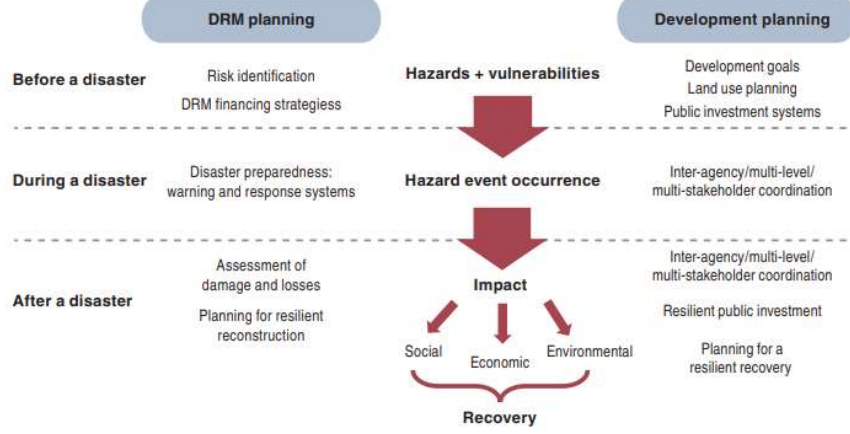 DRM planning
Development planning
Before a disaster
Risk identification
DRM financing strategiess
Hazards + vulnerabilities
Development goals
Land use planning
Public investment systems
During a disaster
Disaster preparedness:
warning and response systems
Hazard event occurrence
Inter-agency/multi-level/
multi-stakeholder coordination
After a disaster
Assessment of
damage and losses
Planning for resilient
reconstruction
Impact
Social
Economic
Environmental
Recovery
Inter-agency/multi-level/
multi-stakeholder coordination
Resilient public investment
Planning for a
resilient recovery